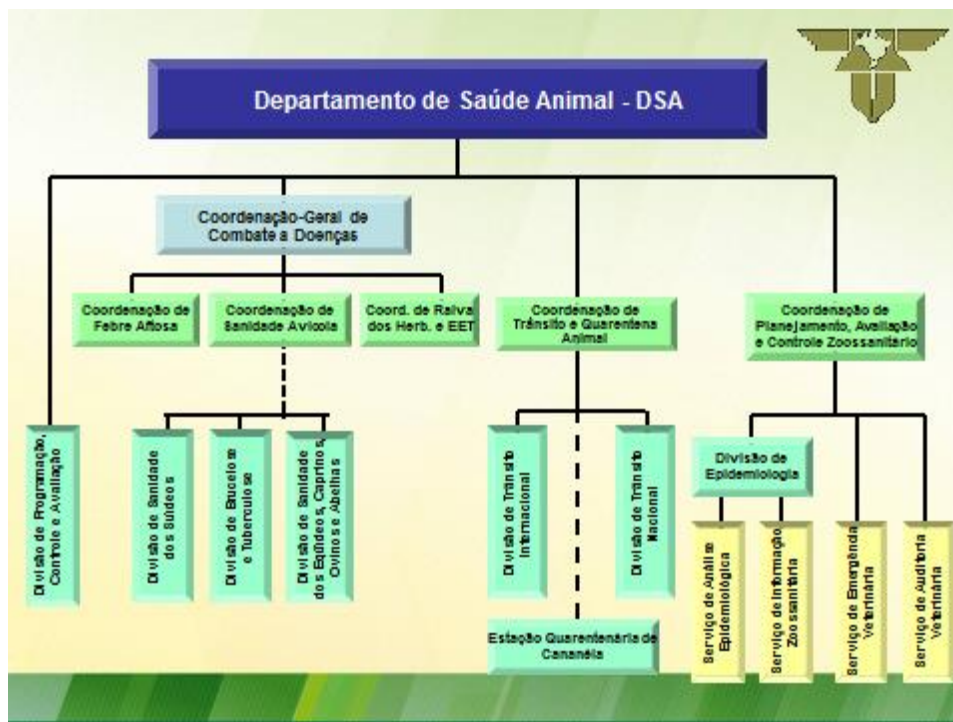 Departamento de Saúde Animal - DSA
Coordenação-Geral de
Combate a Doenças
Coordenação de
Febre Aftosa
Coordenação de
Sanidade Avícola
Coord. de Raiva
dos Herb. e EET
Coordenação de
Trânsito e Quarentena
Animal
Coordenação de
Planejamento, Avaliação
e Controle Zoossanitário
Divisão de Programação,
Controle e Avaliação
Divisão de Sanidade
dos Suídeos
Divisão de Brucelose
e Tuberculose
Divisão de Sanidade
dos Eqüídeos, Caprinos,
Ovinos e Abelhas
Divisão de Trânsito
Internacional
Divisão de Trânsito
Nacional
Divisão de
Epidemiologia
Serviço de Análise
Epidemiológica
Serviço de Informação
Zoossanitária
Serviço de Emergência
Veterinária
Serviço de Auditoria
Veterinária
Estação Quarentenária de
Cananéia